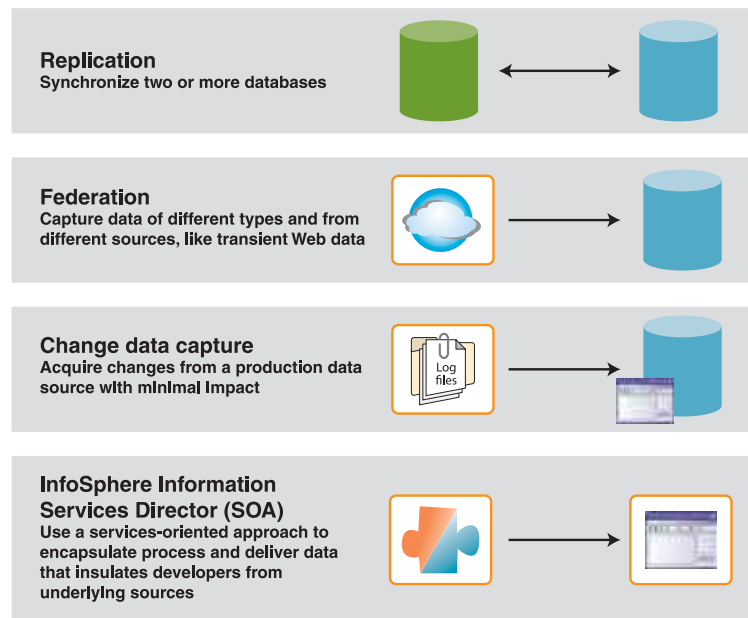 Replication
Synchronize two or more databases
Federation
Capture data of different types and from
different sources, like transient Web data
Change data capture
Acquire changes from a production data
source wIth mInImal Impact
Log
files
InfoSphere Information
Services Director (SOA)
Use a services-oriented approach to
encapsulate process and deliver data
that insulates developers from
underlying sources